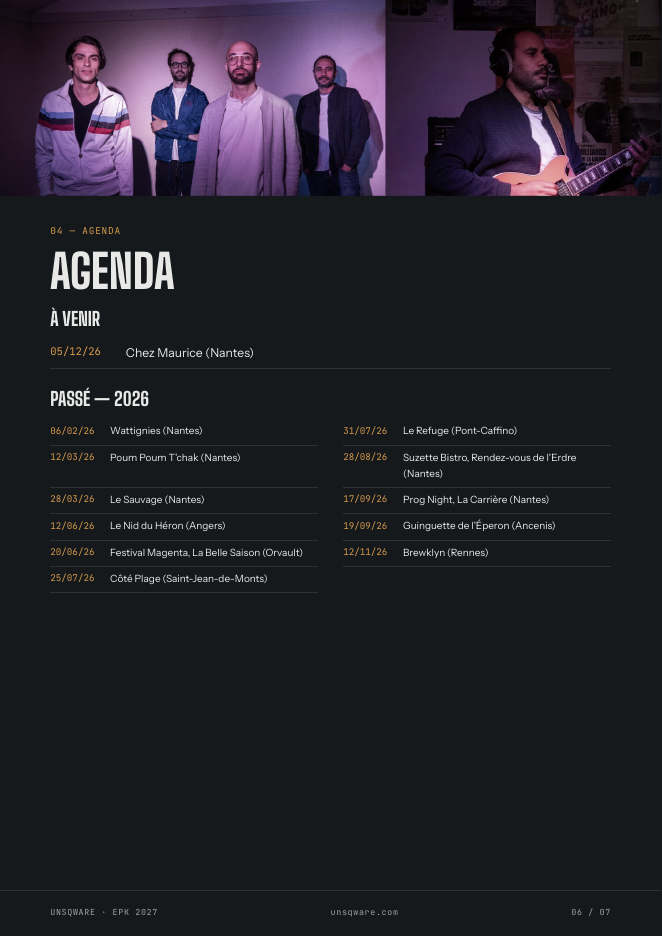 04 — AGENDA
AGENDA
À VENIR
05/12/26 Chez Maurice (Nantes)
PASSÉ — 2026
06/02/26 Wattignies (Nantes)
12/03/26 Poum Poum T'chak (Nantes)
28/03/26 Le Sauvage (Nantes)
12/06/26 Le Nid du Héron (Angers)
20/06/26 Festival Magenta, La Belle Saison (Orvault)
25/07/26 Côté Plage (Saint-Jean-de-Monts)
31/07/26 Le Refuge (Pont-Caffino)
28/08/26 Suzette Bistro, Rendez-vous de l'Erdre
(Nantes)
17/09/26 Prog Night, La Carrière (Nantes)
19/09/26 Guinguette de l'Éperon (Ancenis)
12/11/26 Brewklyn (Rennes)
UNSQWARE · EPK 2027
unsqware.com
06 / 07